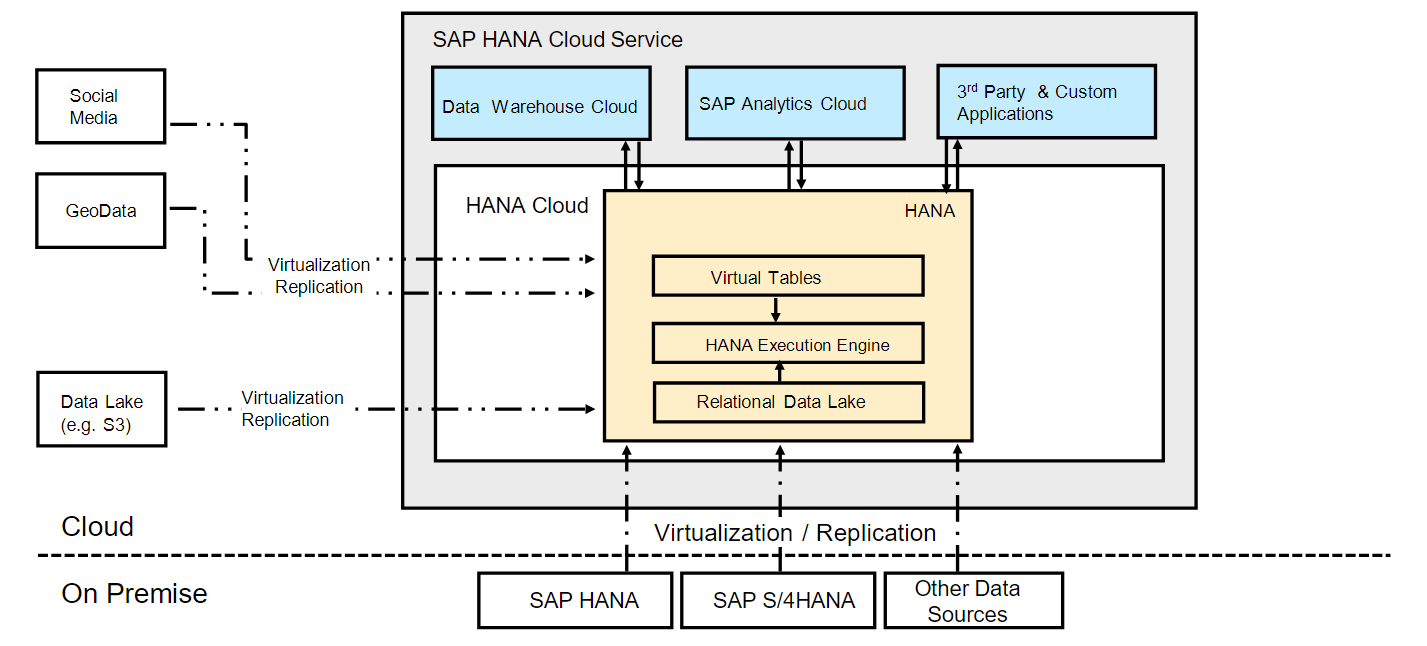 SAP HANA Cloud Service
Social
Media
Data Warehouse Cloud
SAP Analytics Cloud
3rd Party & Custom
Applications
GeoData
HANA Cloud
HANA
Virtualization
Replication
Virtual Tables
HANA Execution Engine
Relational Data Lake
Data Lake
(e.g. S3)
Virtualization
Replication
Cloud
Virtualization / Replication
On Premise
SAP HANA
SAP S/4HANA
Other Data
Sources